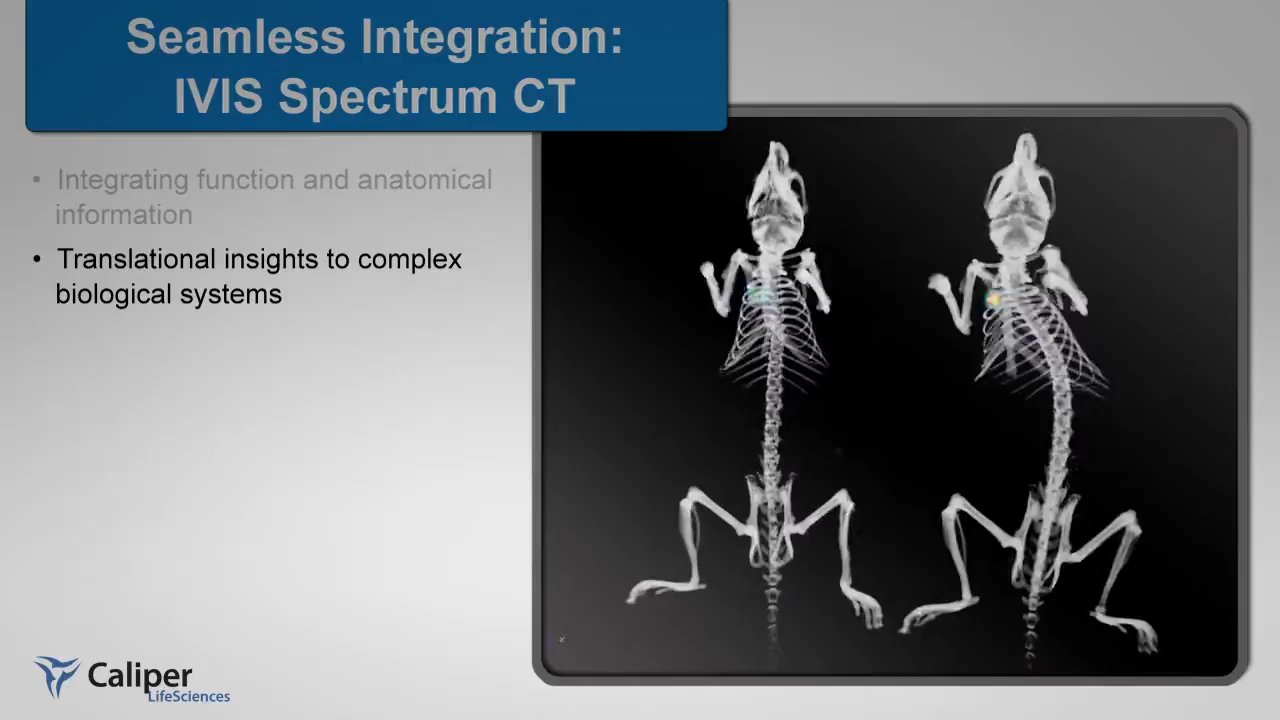 Seamless Integration:
IVIS Spectrum CT
• Integrating function and anatomical
information
• Translational insights to complex
biological systems
Caliper
LifeSciences